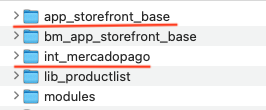 app_storefront_base
bm_app_storefront_base
int_mercadopago
lib_productlist
modules